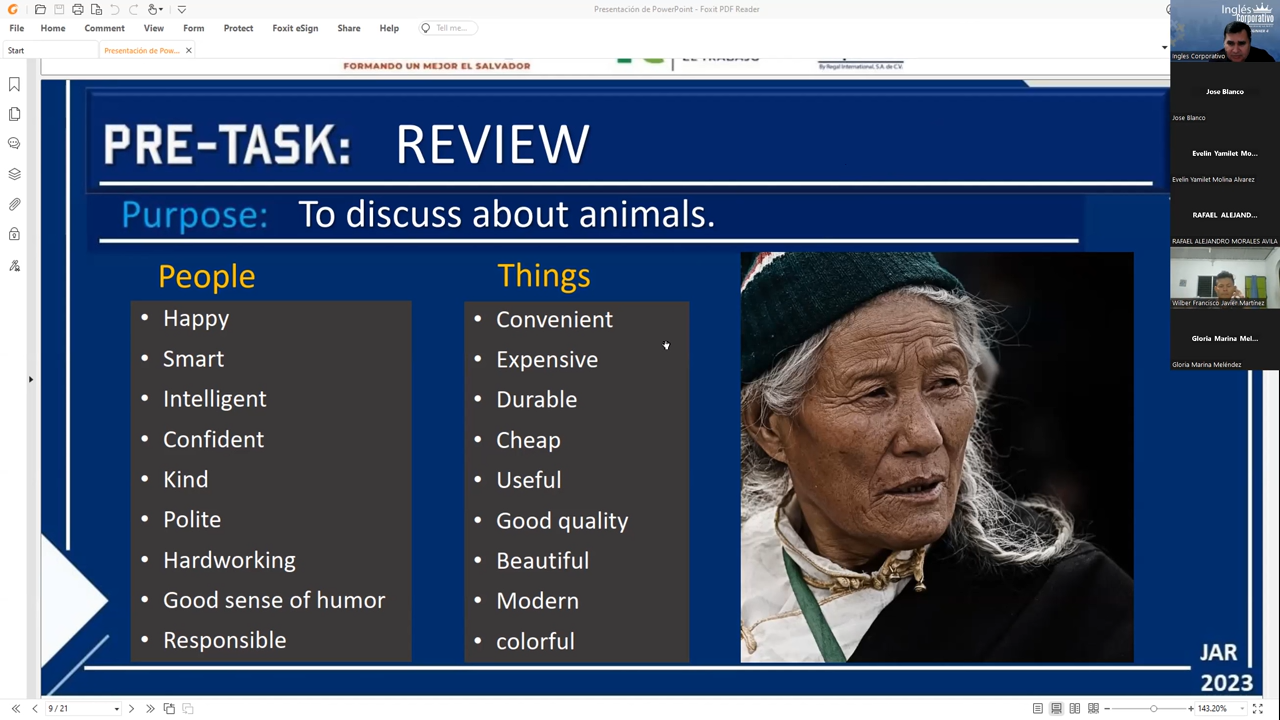 Presentación de PowerPoint - Foxit PDF Reader
File Home Comment View Form Protect Foxit eSign Share Help Tell me...
Start Presentación de Pow...
FORMANDO UN MEJOR EL SALVADOR
EL TRABAJO
By Regal International, S.A. de C.V.
PRE-TASK: REVIEW
Purpose: To discuss about animals.
People
• Happy
• Smart
• Intelligent
• Confident
• Kind
• Polite
• Hardworking
• Good sense of humor
• Responsible
Things
• Convenient
• Expensive
• Durable
• Cheap
• Useful
• Good quality
• Beautiful
• Modern
• colorful
JAR
2023
Inglés
Corporativo
Ingles Corporativo
Jose Blanco
Jose Blanco
Evelin Yamilet Mo...
Evelin Yamilet Molina Alvarez
RAFAEL ALEJAND...
RAFAEL ALEJANDRO MORALES AVILA
Wilber Francisco Javier Martínez
Gloria Marina Mel...
Gloria Marina Meléndez
9 / 21
143.20%